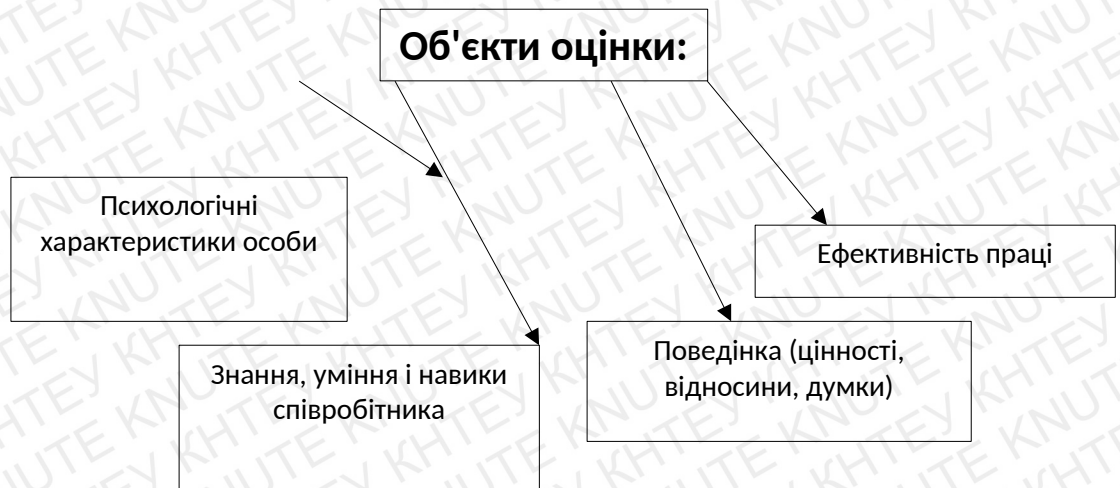 Об'єкти оцінки:
Психологічні
характеристики особи
Ефективність праці
Поведінка (цінності,
відносини, думки)
Знання, уміння і навики
співробітника